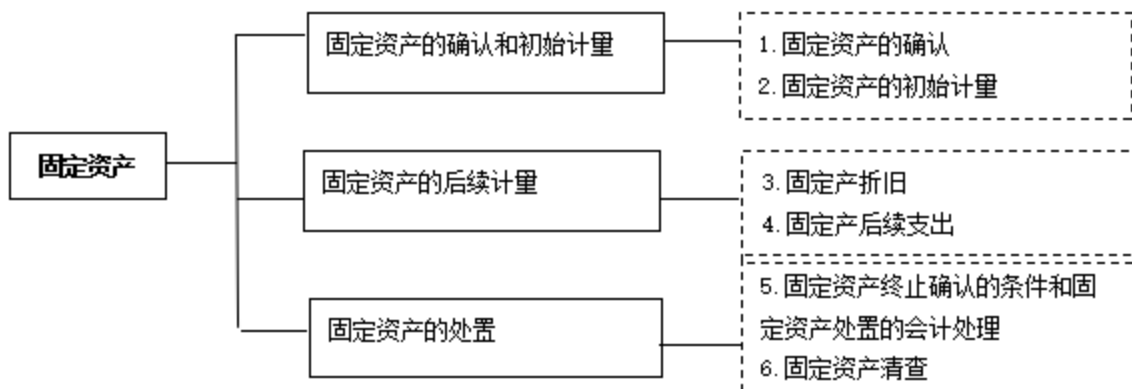 固定资产
固定资产的确认和初始计量
1.固定资产的确认
2.固定资产的初始计量
固定资产的后续计量
3.固定产折旧
4.固定产后续支出
固定资产的处置
5.固定资产终止确认的条件和固
定资产处置的会计处理
6.固定资产清查